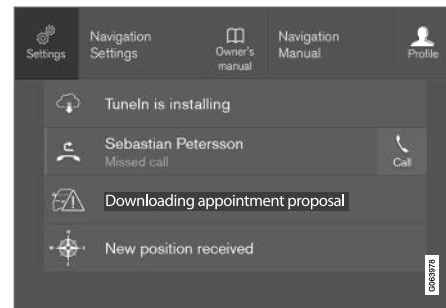 Settings
Navigation
Settings
Owner's
manual
Navigation
Manual
Profile
TuneIn is installing
Sebastian Petersson
Missed call
Call
Downloading appointment proposal
New position received
G063978